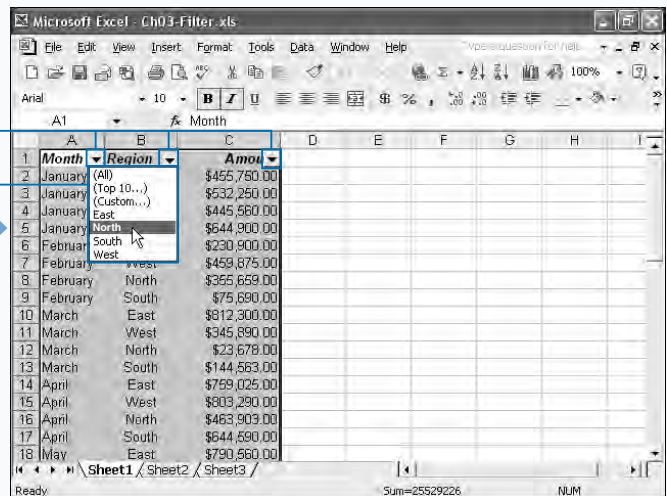 Microsoft Excel - Ch03-Filter.xls
File Edit View Insert Format Tools Data Window Help
Type a question for help
100%
Arial 10 B I U $ % ,
A1 fx Month
A B C D E F G H I
1 Month Region Amou
2 January $455,750.00
3 January $532,250.00
4 January $445,560.00
5 January $644,900.00
6 Februar $230,900.00
7 February West $459,875.00
8 February North $355,659.00
9 February South $75,690.00
10 March East $812,300.00
11 March West $345,890.00
12 March North $23,678.00
13 March South $144,563.00
14 April East $759,025.00
15 April West $803,290.00
16 April North $463,903.00
17 April South $644,590.00
18 May East $790,560.00
(All)
(Top 10...)
(Custom...)
East
North
South
West
Sheet1 Sheet2 Sheet3
Ready Sum=25529226 NUM